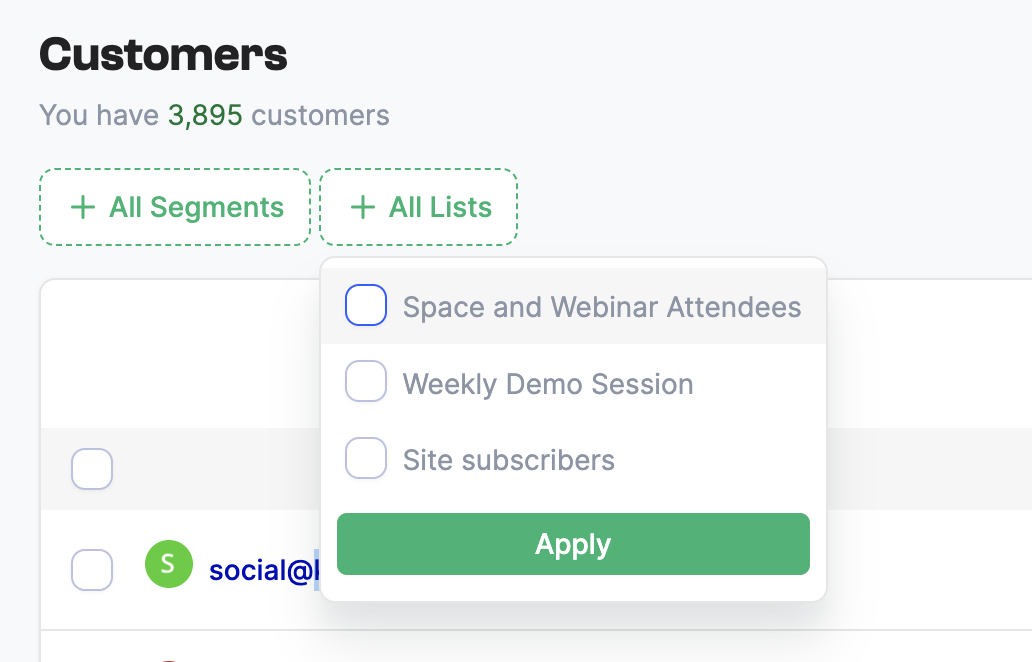 Customers
You have 3,895 customers
+ All Segments
+ All Lists
Space and Webinar Attendees
Weekly Demo Session
Site subscribers
Apply
S
social@